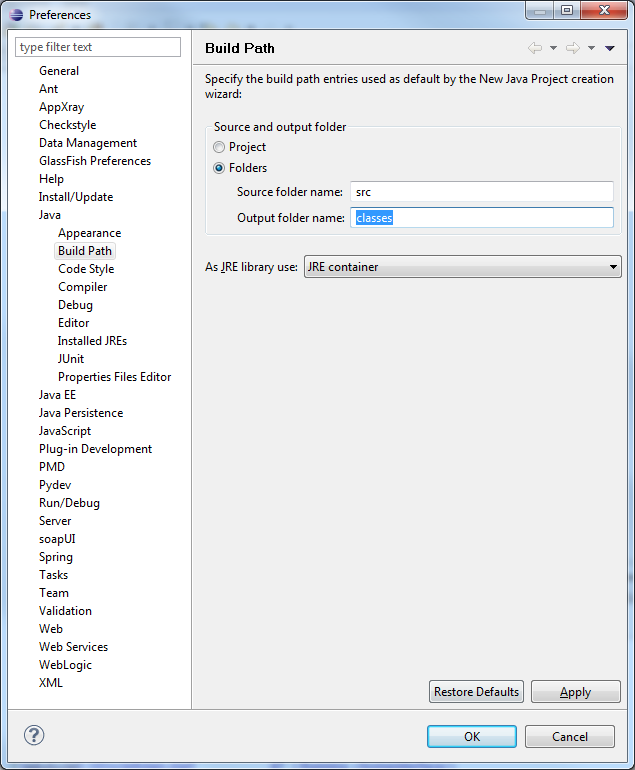 Preferences
type filter text
General
Ant
AppXray
Checkstyle
Data Management
GlassFish Preferences
Help
Install/Update
Java
Appearance
Build Path
Code Style
Compiler
Debug
Editor
Installed JREs
JUnit
Properties Files Editor
Java EE
Java Persistence
JavaScript
Plug-in Development
PMD
Pydev
Run/Debug
Server
soapUI
Spring
Tasks
Team
Validation
Web
Web Services
WebLogic
XML
Build Path
Specify the build path entries used as default by the New Java Project creation
wizard:
Source and output folder
Project
Folders
Source folder name: src
Output folder name: classes
As JRE library use: JRE container
Restore Defaults Apply
? OK Cancel